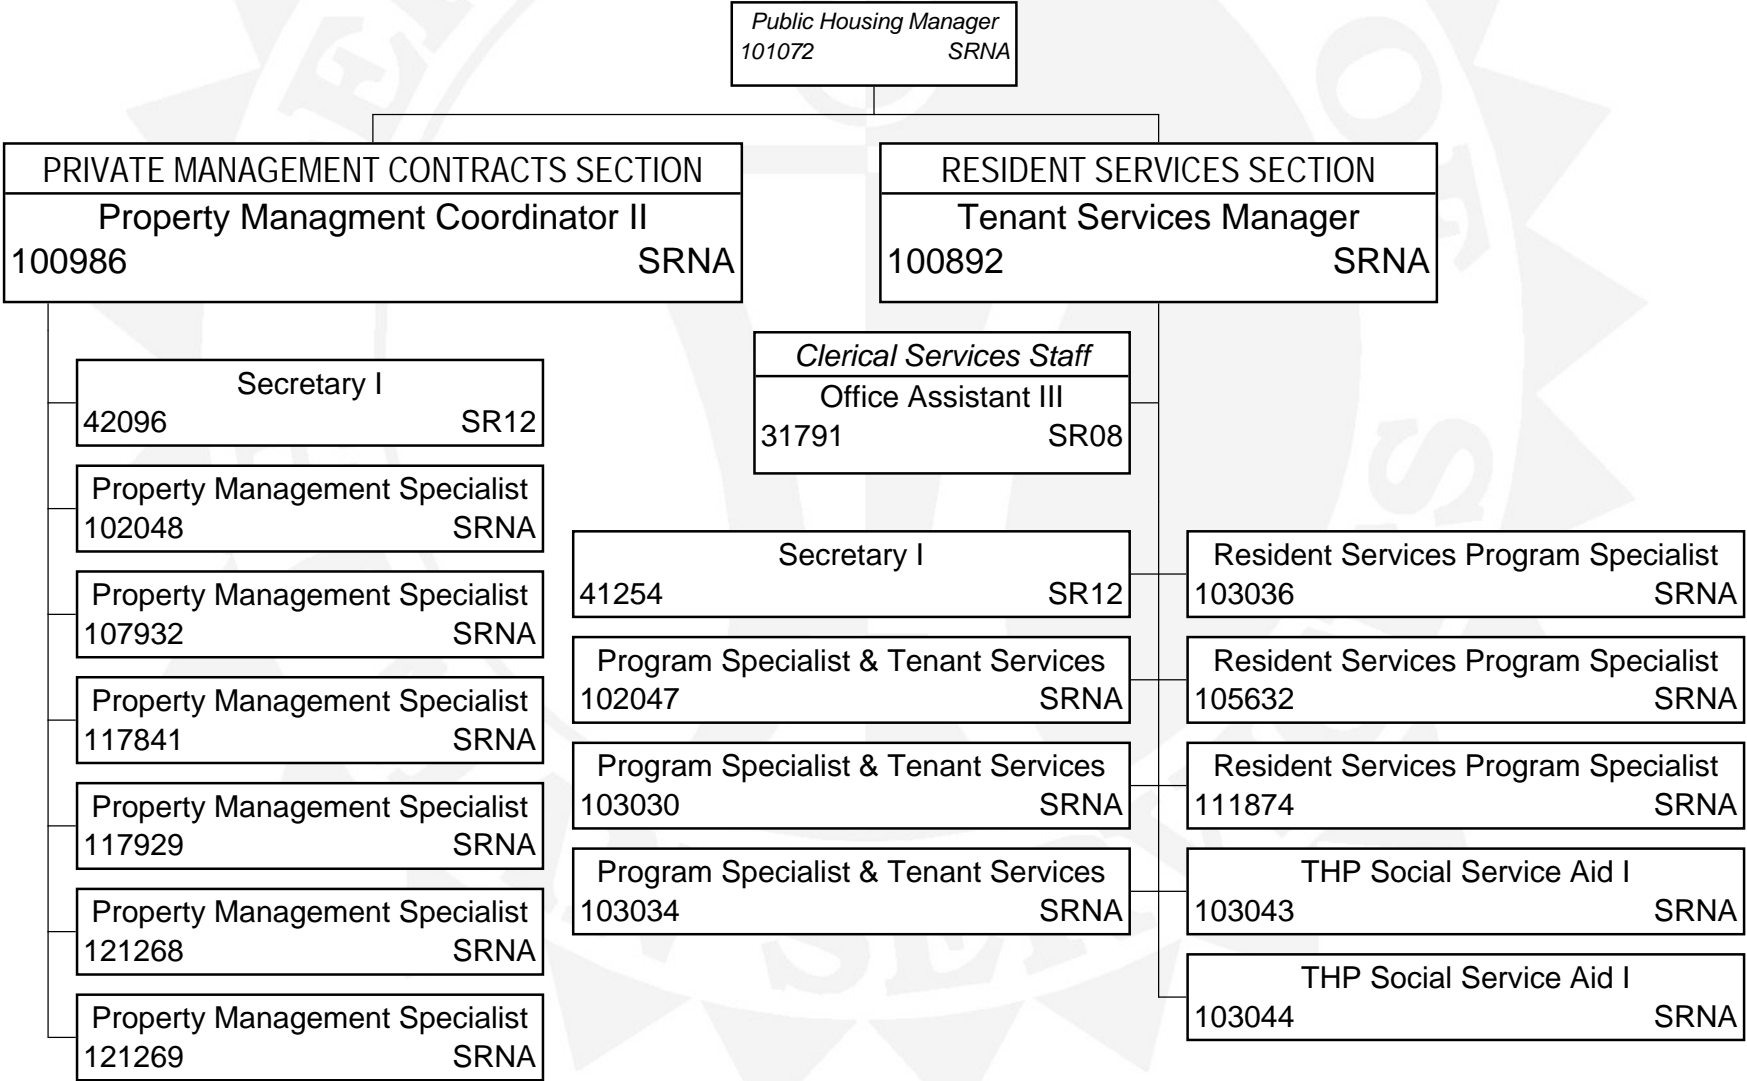 Public Housing Manager
101072 SRNA
PRIVATE MANAGEMENT CONTRACTS SECTION
Property Managment Coordinator II
100986 SRNA
Secretary I
42096 SR12
Property Management Specialist
102048 SRNA
Property Management Specialist
107932 SRNA
Property Management Specialist
117841 SRNA
Property Management Specialist
117929 SRNA
Property Management Specialist
121268 SRNA
Property Management Specialist
121269 SRNA
RESIDENT SERVICES SECTION
Tenant Services Manager
100892 SRNA
Clerical Services Staff
Office Assistant III
31791 SR08
Secretary I
41254 SR12
Program Specialist & Tenant Services
102047 SRNA
Program Specialist & Tenant Services
103030 SRNA
Program Specialist & Tenant Services
103034 SRNA
Resident Services Program Specialist
103036 SRNA
Resident Services Program Specialist
105632 SRNA
Resident Services Program Specialist
111874 SRNA
THP Social Service Aid I
103043 SRNA
THP Social Service Aid I
103044 SRNA